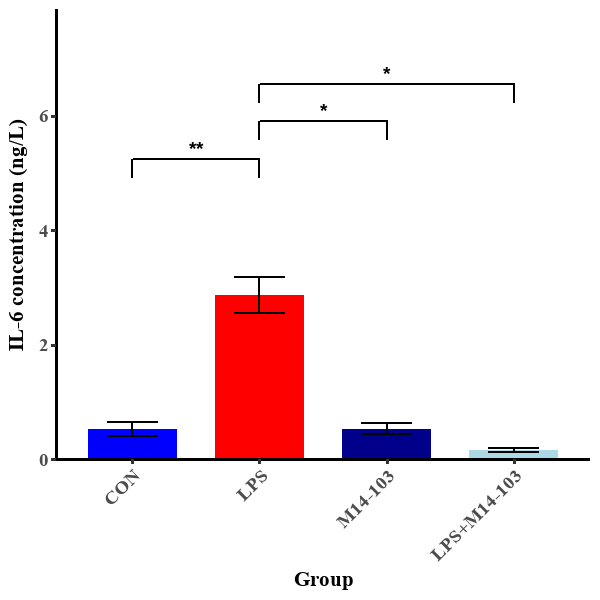 *
*
**
IL-6 concentration (ng/L)
6
4
2
0
CON
LPS
M14-103
LPS+M14-103
Group